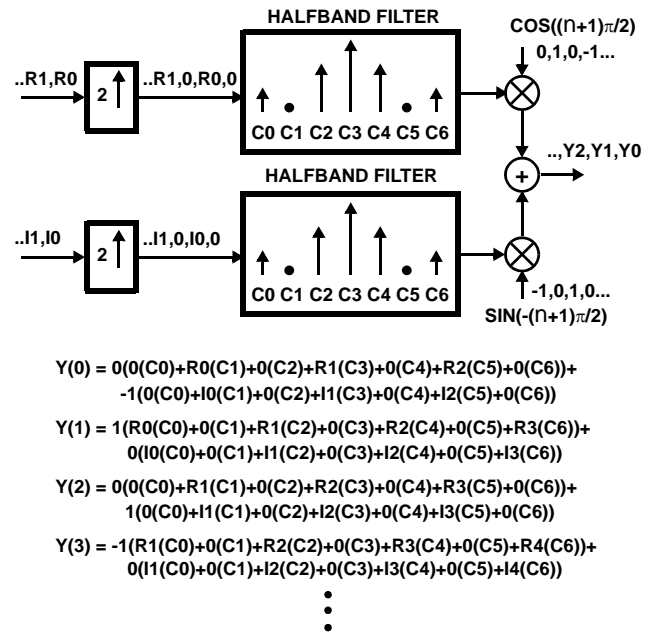 HALFBAND FILTER
COS((n+1)π/2)
0,1,0,-1...
..R1,R0
2
..R1,0,R0,0
C0 C1 C2 C3 C4 C5 C6
..,Y2,Y1,Y0
+
HALFBAND FILTER
..I1,I0
2
..I1,0,I0,0
C0 C1 C2 C3 C4 C5 C6
-1,0,1,0...
SIN(-(n+1)π/2)
Y(0) = 0(0(C0)+R0(C1)+0(C2)+R1(C3)+0(C4)+R2(C5)+0(C6))+
-1(0(C0)+I0(C1)+0(C2)+I1(C3)+0(C4)+I2(C5)+0(C6))
Y(1) = 1(R0(C0)+0(C1)+R1(C2)+0(C3)+R2(C4)+0(C5)+R3(C6))+
0(I0(C0)+0(C1)+I1(C2)+0(C3)+I2(C4)+0(C5)+I3(C6))
Y(2) = 0(0(C0)+R1(C1)+0(C2)+R2(C3)+0(C4)+R3(C5)+0(C6))+
1(0(C0)+I1(C1)+0(C2)+I2(C3)+0(C4)+I3(C5)+0(C6))
Y(3) = -1(R1(C0)+0(C1)+R2(C2)+0(C3)+R3(C4)+0(C5)+R4(C6))+
0(I1(C0)+0(C1)+I2(C2)+0(C3)+I3(C4)+0(C5)+I4(C6))